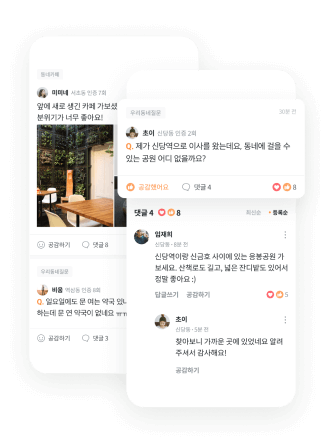 동네카페
미미네 서초동 인증 7회
앞에 새로 생긴 카페 가보셨
분위기가 너무 좋아요!
공감하기 댓글 8
우리동네질문
비움 역삼동 인증 8회
Q. 일요일에도 문 여는 약국 있나
하는데 문 연 약국이 없네요 ㅠㅠ
공감하기 댓글 3
우리동네질문
30분 전
초이 신당동 인증 2회
Q. 제가 신당역으로 이사를 왔는데요, 동네에 걸을 수
있는 공원 어디 없을까요?
공감했어요 댓글 4 8
댓글 4 8 최신순 등록순
임재희
신당동 · 8분 전
신당역이랑 신금호 사이에 있는 응봉공원 가
보세요. 산책로도 길고, 넓은 잔디밭도 있어서
정말 좋아요 :)
답글쓰기 공감하기 5
초이
신당동 · 5분 전
찾아보니 가까운 곳에 있었네요 알려
주셔서 감사해요!
공감하기